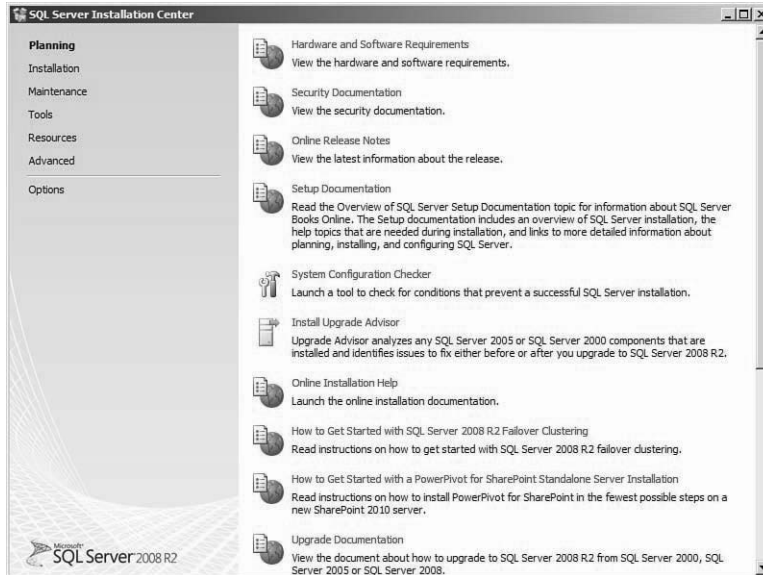 SQL Server Installation Center
Planning
Installation
Maintenance
Tools
Resources
Advanced
Options
Hardware and Software Requirements
View the hardware and software requirements.
Security Documentation
View the security documentation.
Online Release Notes
View the latest information about the release.
Setup Documentation
Read the Overview of SQL Server Setup Documentation topic for information about SQL Server
Books Online. The Setup documentation includes an overview of SQL Server installation, the
help topics that are needed during installation, and links to more detailed information about
planning, installing, and configuring SQL Server.
System Configuration Checker
Launch a tool to check for conditions that prevent a successful SQL Server installation.
Install Upgrade Advisor
Upgrade Advisor analyzes any SQL Server 2005 or SQL Server 2000 components that are
installed and identifies issues to fix either before or after you upgrade to SQL Server 2008 R2.
Online Installation Help
Launch the online installation documentation.
How to Get Started with SQL Server 2008 R2 Failover Clustering
Read instructions on how to get started with SQL Server 2008 R2 failover clustering.
How to Get Started with a PowerPivot for SharePoint Standalone Server Installation
Read instructions on how to install PowerPivot for SharePoint in the fewest possible steps on a
new SharePoint 2010 server.
Upgrade Documentation
View the document about how to upgrade to SQL Server 2008 R2 from SQL Server 2000, SQL
Server 2005 or SQL Server 2008.
Microsoft
SQL Server 2008 R2